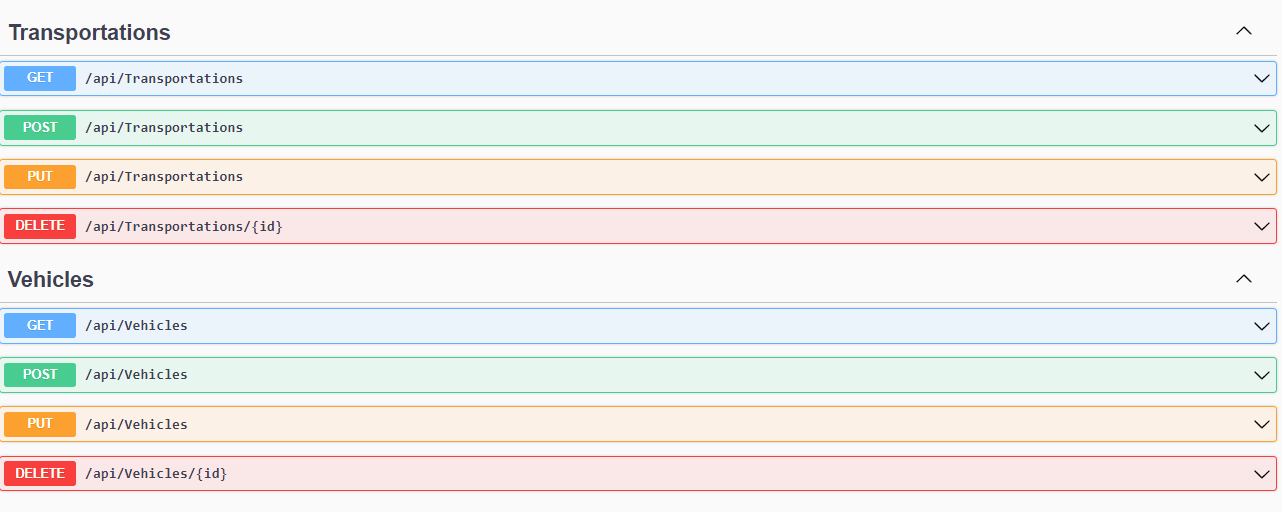 Transportations
GET /api/Transportations
POST /api/Transportations
PUT /api/Transportations
DELETE /api/Transportations/{id}
Vehicles
GET /api/Vehicles
POST /api/Vehicles
PUT /api/Vehicles
DELETE /api/Vehicles/{id}